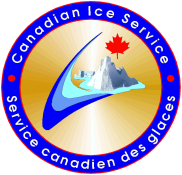 Canadian Ice Service
Service canadien des glaces